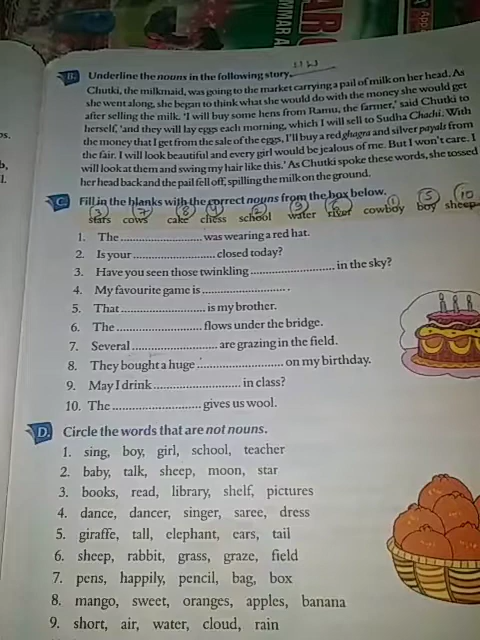 MAR A
App
H.W
B. Underline the nouns in the following story.
Chutki, the milkmaid, was going to the market carrying a pail of milk on her head. As
she went along, she began to think what she would do with the money she would get
after selling the milk. 'I will buy some hens from Ramu, the farmer,' said Chutki to
herself, 'and they will lay eggs each morning, which I will sell to Sudha Chachi. With
the money that I get from the sale of the eggs, I'll buy a red ghagra and silver payals from
the fair. I will look beautiful and every girl would be jealous of me. But I won't care. I
will look at them and swing my hair like this.' As Chutki spoke these words, she tossed
her head back and the pail fell off, spilling the milk on the ground.
C. Fill in the blanks with the correct nouns from the box below.
3 7 8 4 2 9 6 1 5 10
stars cows cake chess school water river cowboy boy sheep
1. The ........................ was wearing a red hat.
2. Is your ........................ closed today?
3. Have you seen those twinkling ........................ in the sky?
4. My favourite game is ........................ .
5. That ........................ is my brother.
6. The ........................ flows under the bridge.
7. Several ........................ are grazing in the field.
8. They bought a huge ........................ on my birthday.
9. May I drink ........................ in class?
10. The ........................ gives us wool.
D. Circle the words that are not nouns.
1. sing, boy, girl, school, teacher
2. baby, talk, sheep, moon, star
3. books, read, library, shelf, pictures
4. dance, dancer, singer, saree, dress
5. giraffe, tall, elephant, ears, tail
6. sheep, rabbit, grass, graze, field
7. pens, happily, pencil, bag, box
8. mango, sweet, oranges, apples, banana
9. short, air, water, cloud, rain